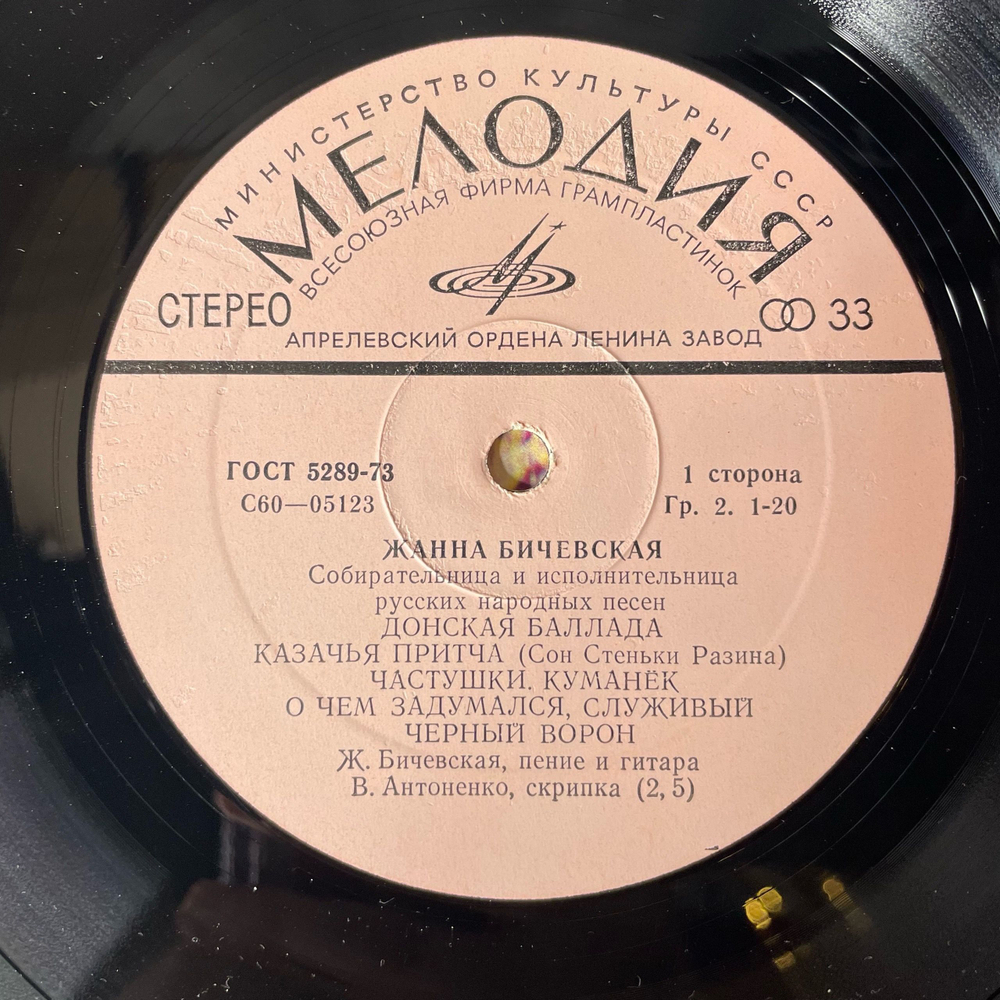 МИНИСТЕРСТВО КУЛЬТУРЫ СССР
МЕЛОДИЯ
ВСЕСОЮЗНАЯ ФИРМА ГРАМПЛАСТИНОК
СТЕРЕО
33
АПРЕЛЕВСКИЙ ОРДЕНА ЛЕНИНА ЗАВОД
ГОСТ 5289-73
1 сторона
С60—05123
Гр. 2. 1-20
ЖАННА БИЧЕВСКАЯ
Собирательница и исполнительница
русских народных песен
ДОНСКАЯ БАЛЛАДА
КАЗАЧЬЯ ПРИТЧА (Сон Стеньки Разина)
ЧАСТУШКИ. КУМАНЁК
О ЧЕМ ЗАДУМАЛСЯ, СЛУЖИВЫЙ
ЧЕРНЫЙ ВОРОН
Ж. Бичевская, пение и гитара
В. Антоненко, скрипка (2, 5)